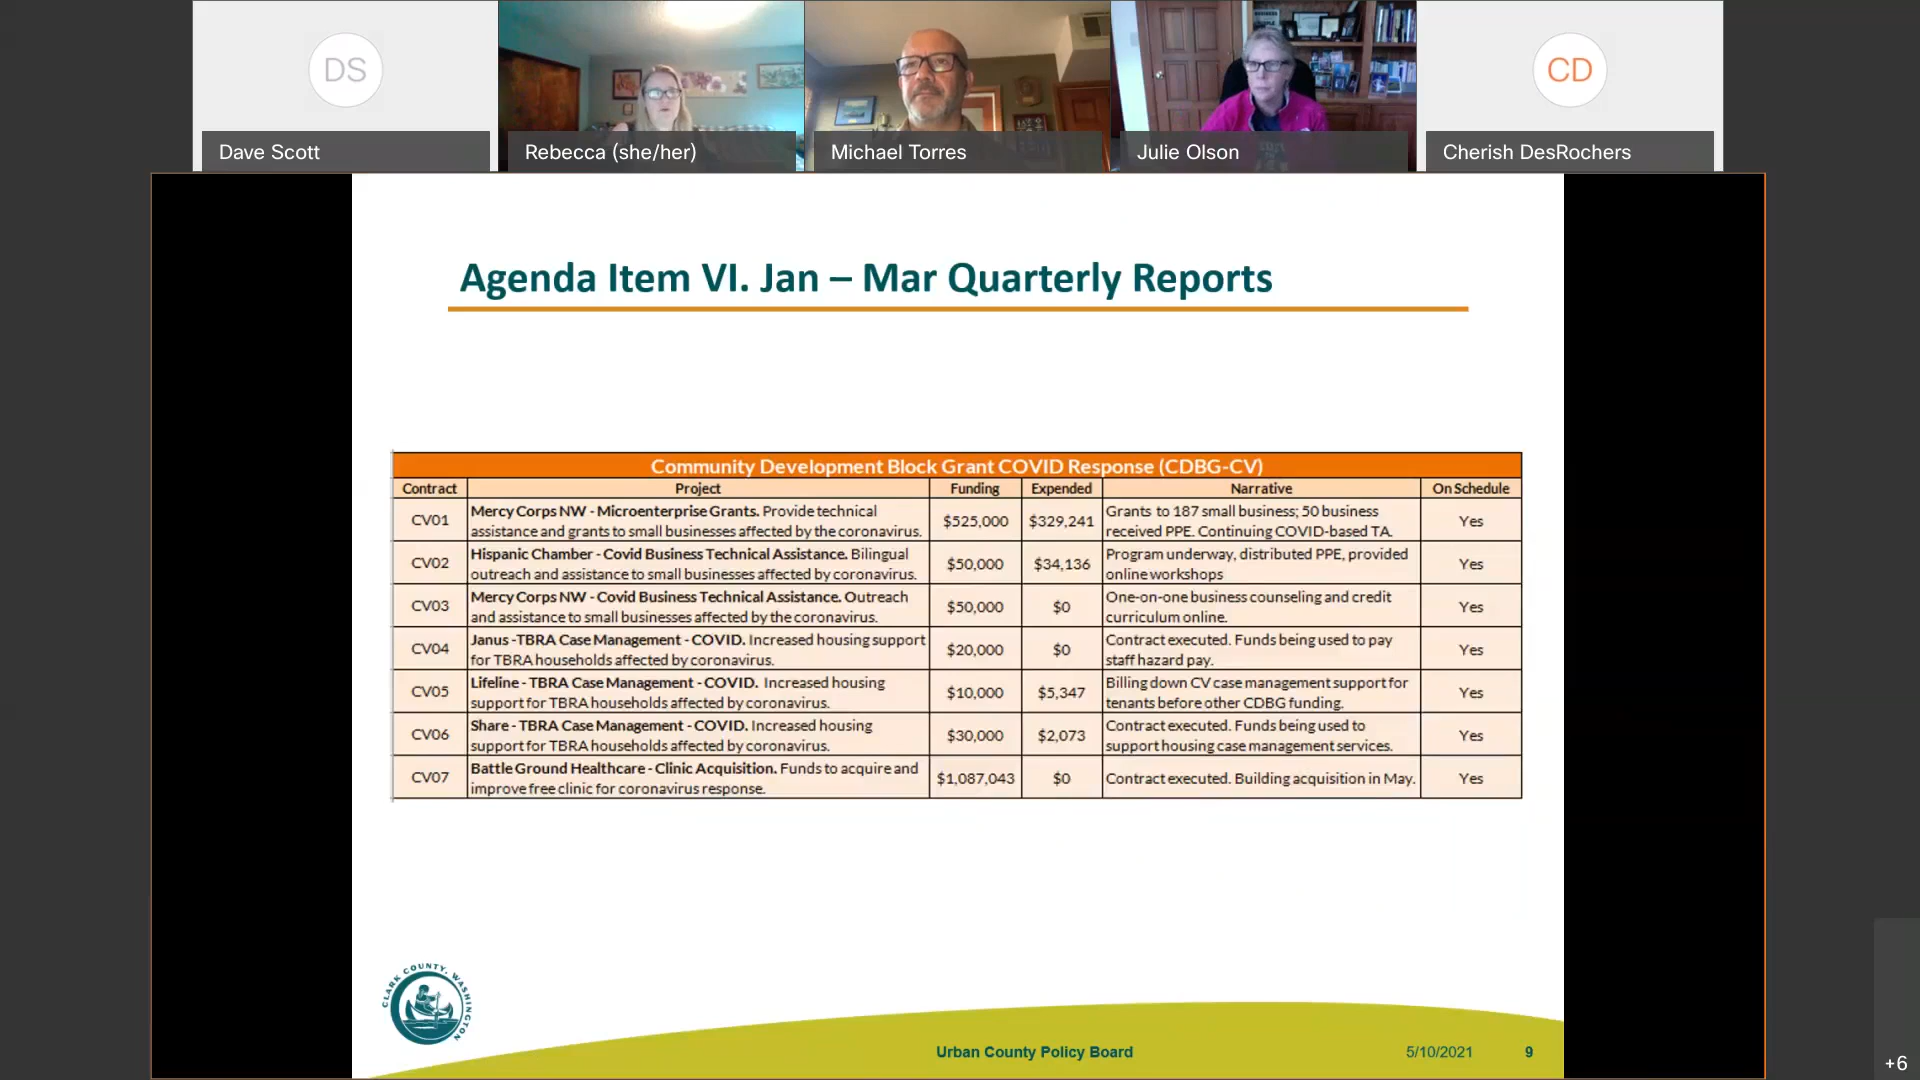 DS
CD
Dave Scott
Rebecca (she/her)
Michael Torres
Julie Olson
Cherish DesRochers
Agenda Item VI. Jan – Mar Quarterly Reports
Community Development Block Grant COVID Response (CDBG-CV)
Contract Project Funding Expended Narrative On Schedule
CV01 Mercy Corps NW - Microenterprise Grants. Provide technical
assistance and grants to small businesses affected by the coronavirus.
$525,000 $329,241
Grants to 187 small business; 50 business
received PPE. Continuing COVID-based TA.
Yes
CV02 Hispanic Chamber - Covid Business Technical Assistance. Bilingual
outreach and assistance to small businesses affected by coronavirus.
$50,000 $34,136
Program underway, distributed PPE, provided
online workshops
Yes
CV03 Mercy Corps NW - Covid Business Technical Assistance. Outreach
and assistance to small businesses affected by the coronavirus.
$50,000 $0
One-on-one business counseling and credit
curriculum online.
Yes
CV04 Janus -TBRA Case Management - COVID. Increased housing support
for TBRA households affected by coronavirus.
$20,000 $0
Contract executed. Funds being used to pay
staff hazard pay.
Yes
CV05 Lifeline - TBRA Case Management - COVID. Increased housing
support for TBRA households affected by coronavirus.
$10,000 $5,347
Billing down CV case management support for
tenants before other CDBG funding.
Yes
CV06 Share - TBRA Case Management - COVID. Increased housing
support for TBRA households affected by coronavirus.
$30,000 $2,073
Contract executed. Funds being used to
support housing case management services.
Yes
CV07 Battle Ground Healthcare - Clinic Acquisition. Funds to acquire and
improve free clinic for coronavirus response.
$1,087,043 $0
Contract executed. Building acquisition in May.
Yes
CLARK COUNTY, WASHINGTON
Urban County Policy Board 5/10/2021 9
+6